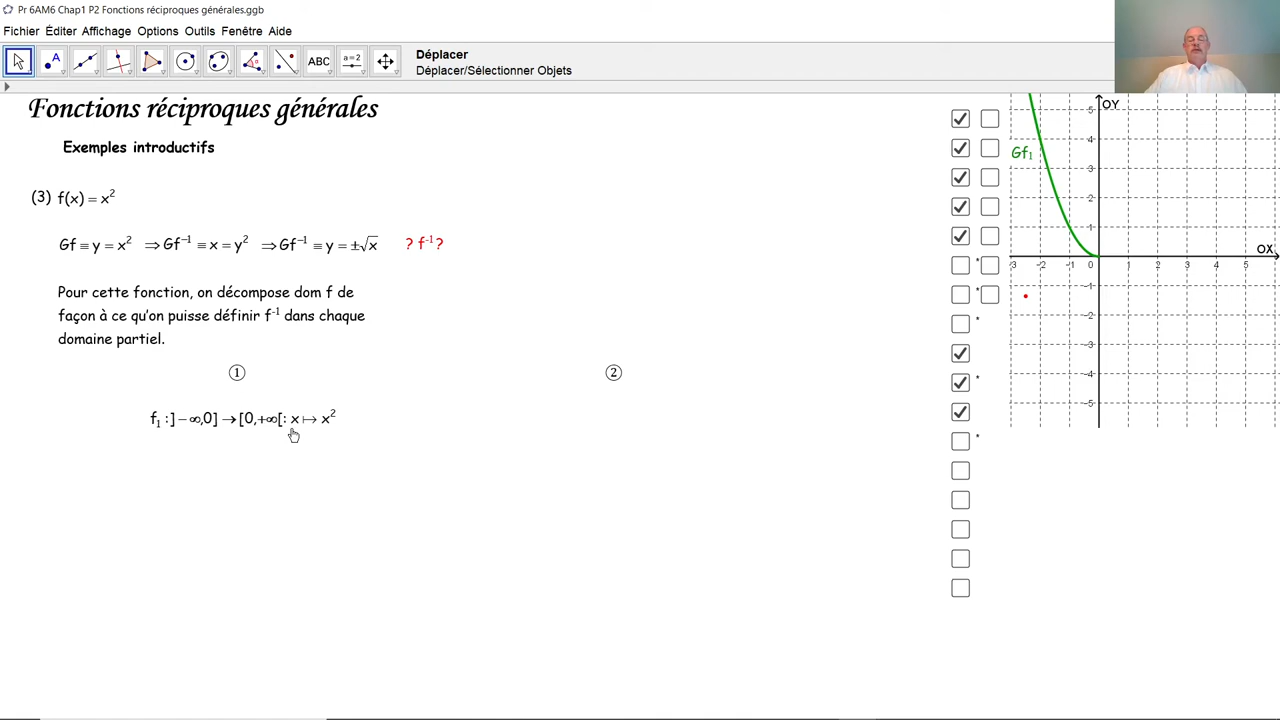 Pr 6AM6 Chap1 P2 Fonctions réciproques générales.ggb
Fichier Éditer Affichage Options Outils Fenêtre Aide
A ABC a=2
Déplacer
Déplacer/Sélectionner Objets
Fonctions réciproques générales
Exemples introductifs
(3) f(x) = x²
Gf ≡ y = x² ⇒ Gf⁻¹ ≡ x = y² ⇒ Gf⁻¹ ≡ y = ±√x ? f⁻¹ ?
Pour cette fonction, on décompose dom f de
façon à ce qu'on puisse définir f⁻¹ dans chaque
domaine partiel.
① ②
f₁ : ]−∞,0] → [0,+∞[ : x ↦ x²
OY
5
4
Gf₁
3
2
1
OX
-3 -2 -1 0 1 2 3 4 5
-1
-2
-3
-4
-5
* * * * * *